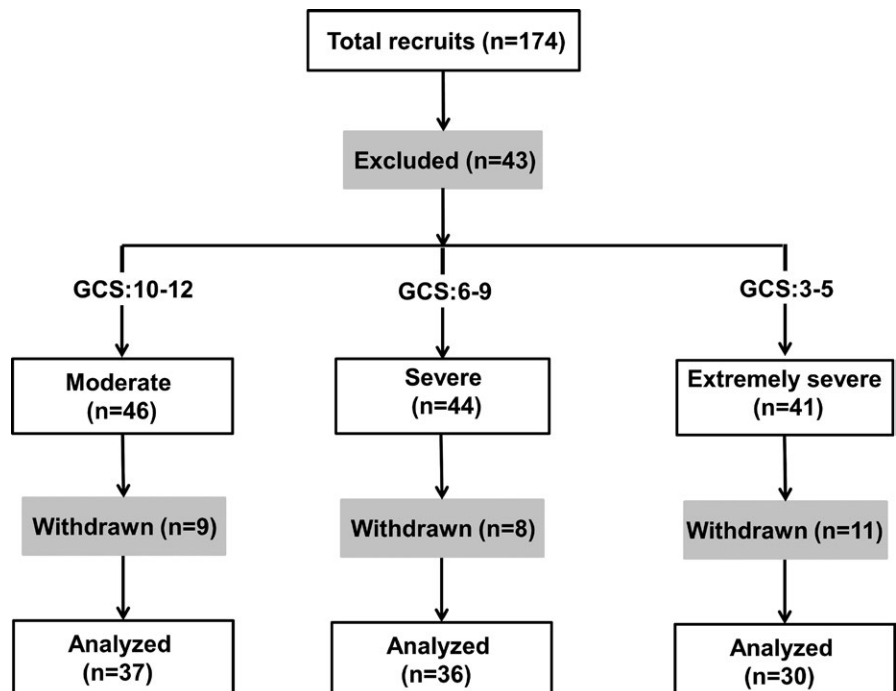 Total recruits (n=174)
Excluded (n=43)
GCS:10-12
GCS:6-9
GCS:3-5
Moderate
(n=46)
Severe
(n=44)
Extremely severe
(n=41)
Withdrawn (n=9)
Withdrawn (n=8)
Withdrawn (n=11)
Analyzed
(n=37)
Analyzed
(n=36)
Analyzed
(n=30)